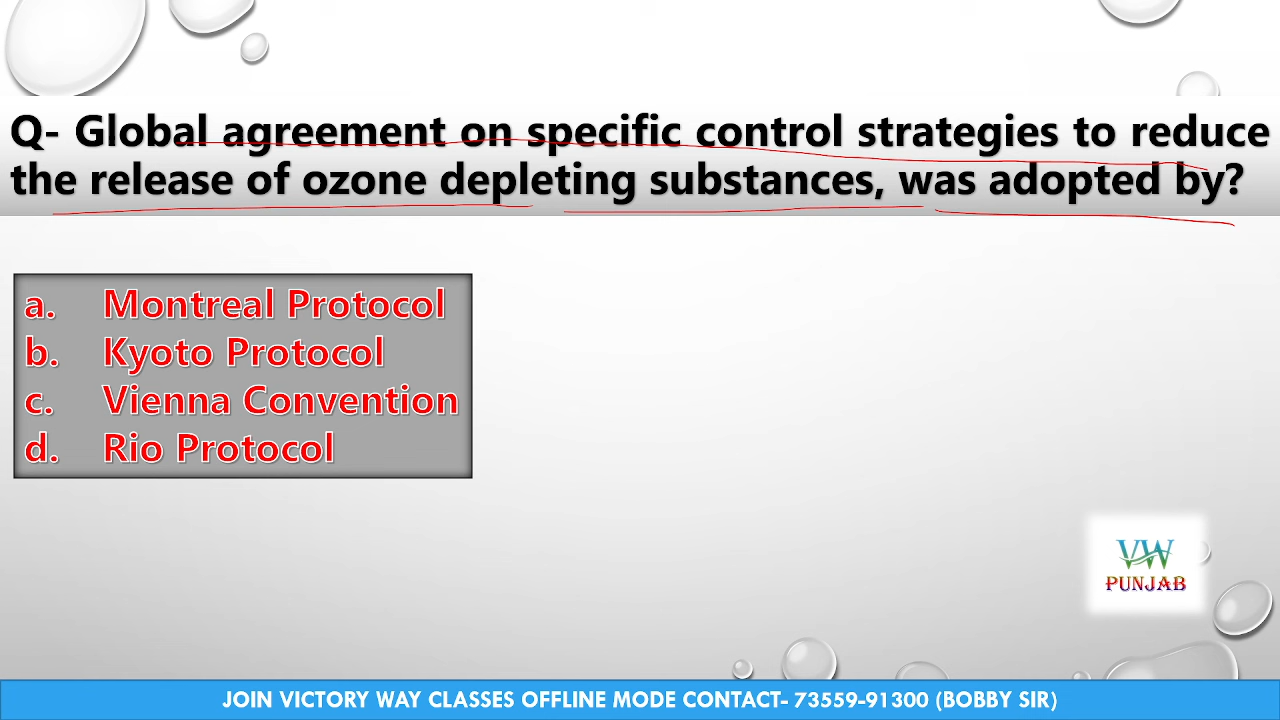 Q- Global agreement on specific control strategies to reduce
the release of ozone depleting substances, was adopted by?
a. Montreal Protocol
b. Kyoto Protocol
c. Vienna Convention
d. Rio Protocol
VW
PUNJAB
JOIN VICTORY WAY CLASSES OFFLINE MODE CONTACT- 73559-91300 (BOBBY SIR)